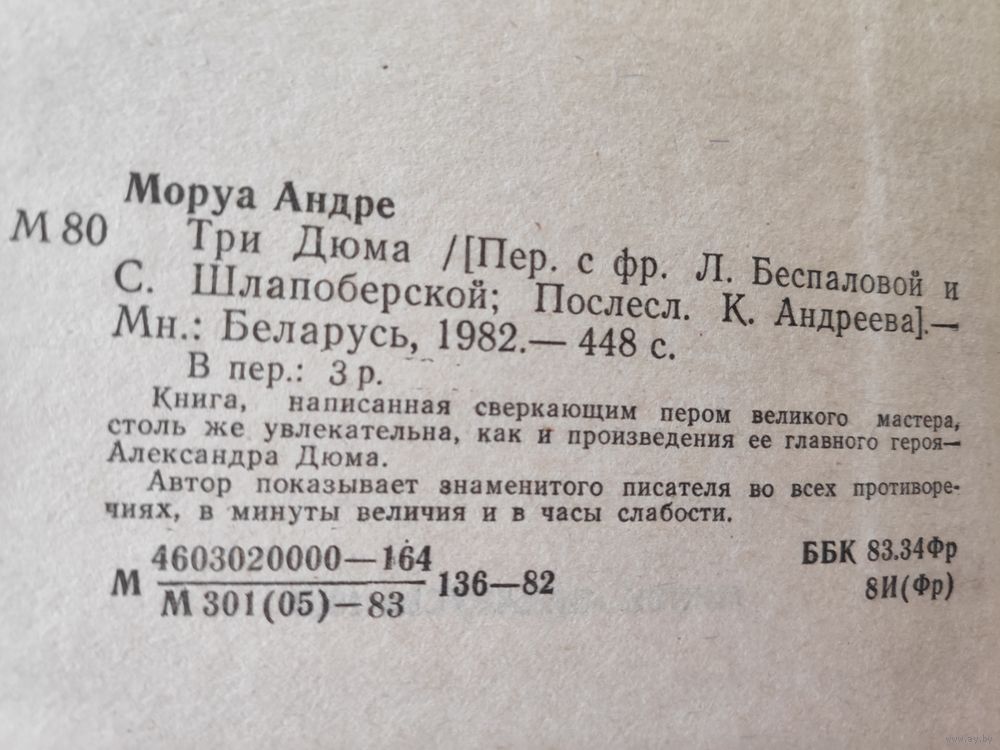 Моруа Андре
М 80 Три Дюма /[Пер. с фр. Л. Беспаловой и
С. Шлапоберской; Послесл. К. Андреева].—
Мн.: Беларусь, 1982.— 448 с.
В пер.: 3 р.
Книга, написанная сверкающим пером великого мастера,
столь же увлекательна, как и произведения ее главного героя—
Александра Дюма.
Автор показывает знаменитого писателя во всех противоре-
чиях, в минуты величия и в часы слабости.
М 4603020000—164
М 301(05)—83
136—82
ББК 83.34Фр
8И(Фр)
www.ay.by